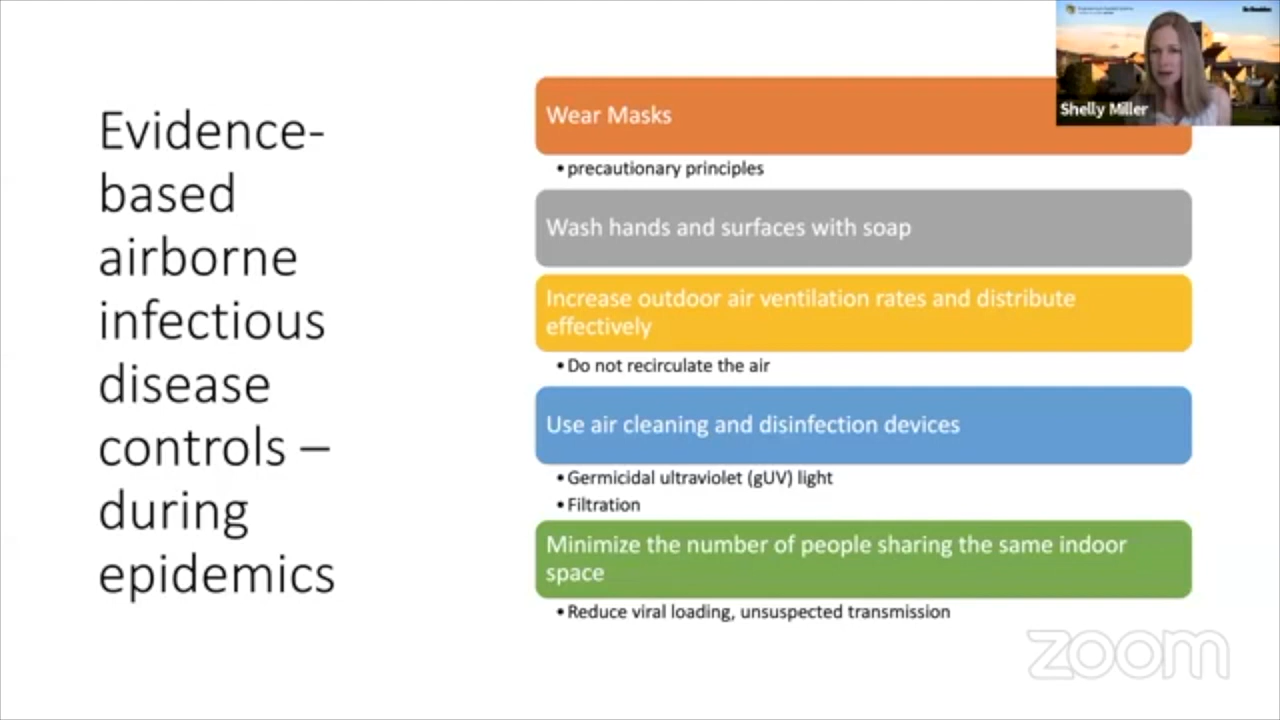 Evidence-
based
airborne
infectious
disease
controls –
during
epidemics
Wear Masks
•precautionary principles
Wash hands and surfaces with soap
Increase outdoor air ventilation rates and distribute
effectively
•Do not recirculate the air
Use air cleaning and disinfection devices
•Germicidal ultraviolet (gUV) light
•Filtration
Minimize the number of people sharing the same indoor
space
•Reduce viral loading, unsuspected transmission
Shelly Miller
zoom